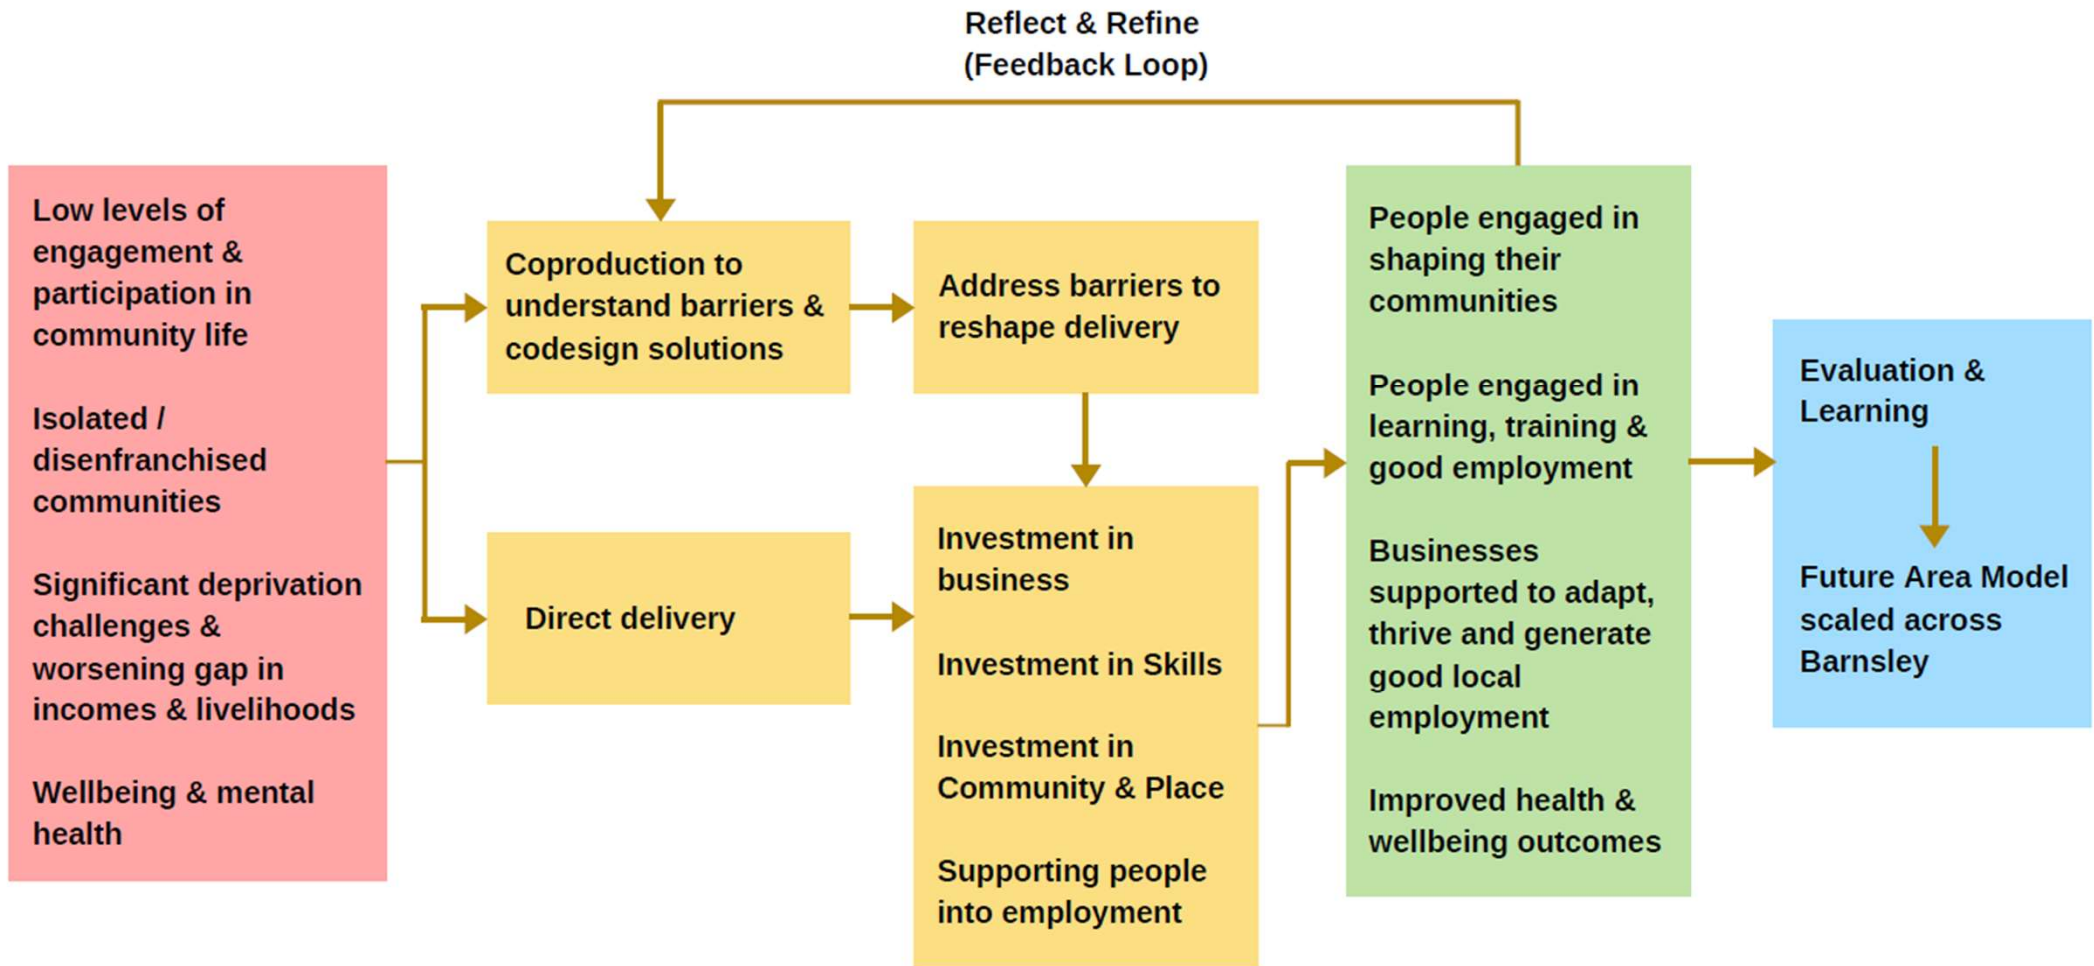 Reflect & Refine
(Feedback Loop)
Low levels of
engagement &
participation in
community life
Isolated /
disenfranchised
communities
Significant deprivation
challenges &
worsening gap in
incomes & livelihoods
Wellbeing & mental
health
Coproduction to
understand barriers &
codesign solutions
Address barriers to
reshape delivery
Direct delivery
Investment in
business
Investment in Skills
Investment in
Community & Place
Supporting people
into employment
People engaged in
shaping their
communities
People engaged in
learning, training &
good employment
Businesses
supported to adapt,
thrive and generate
good local
employment
Improved health &
wellbeing outcomes
Evaluation &
Learning
Future Area Model
scaled across
Barnsley